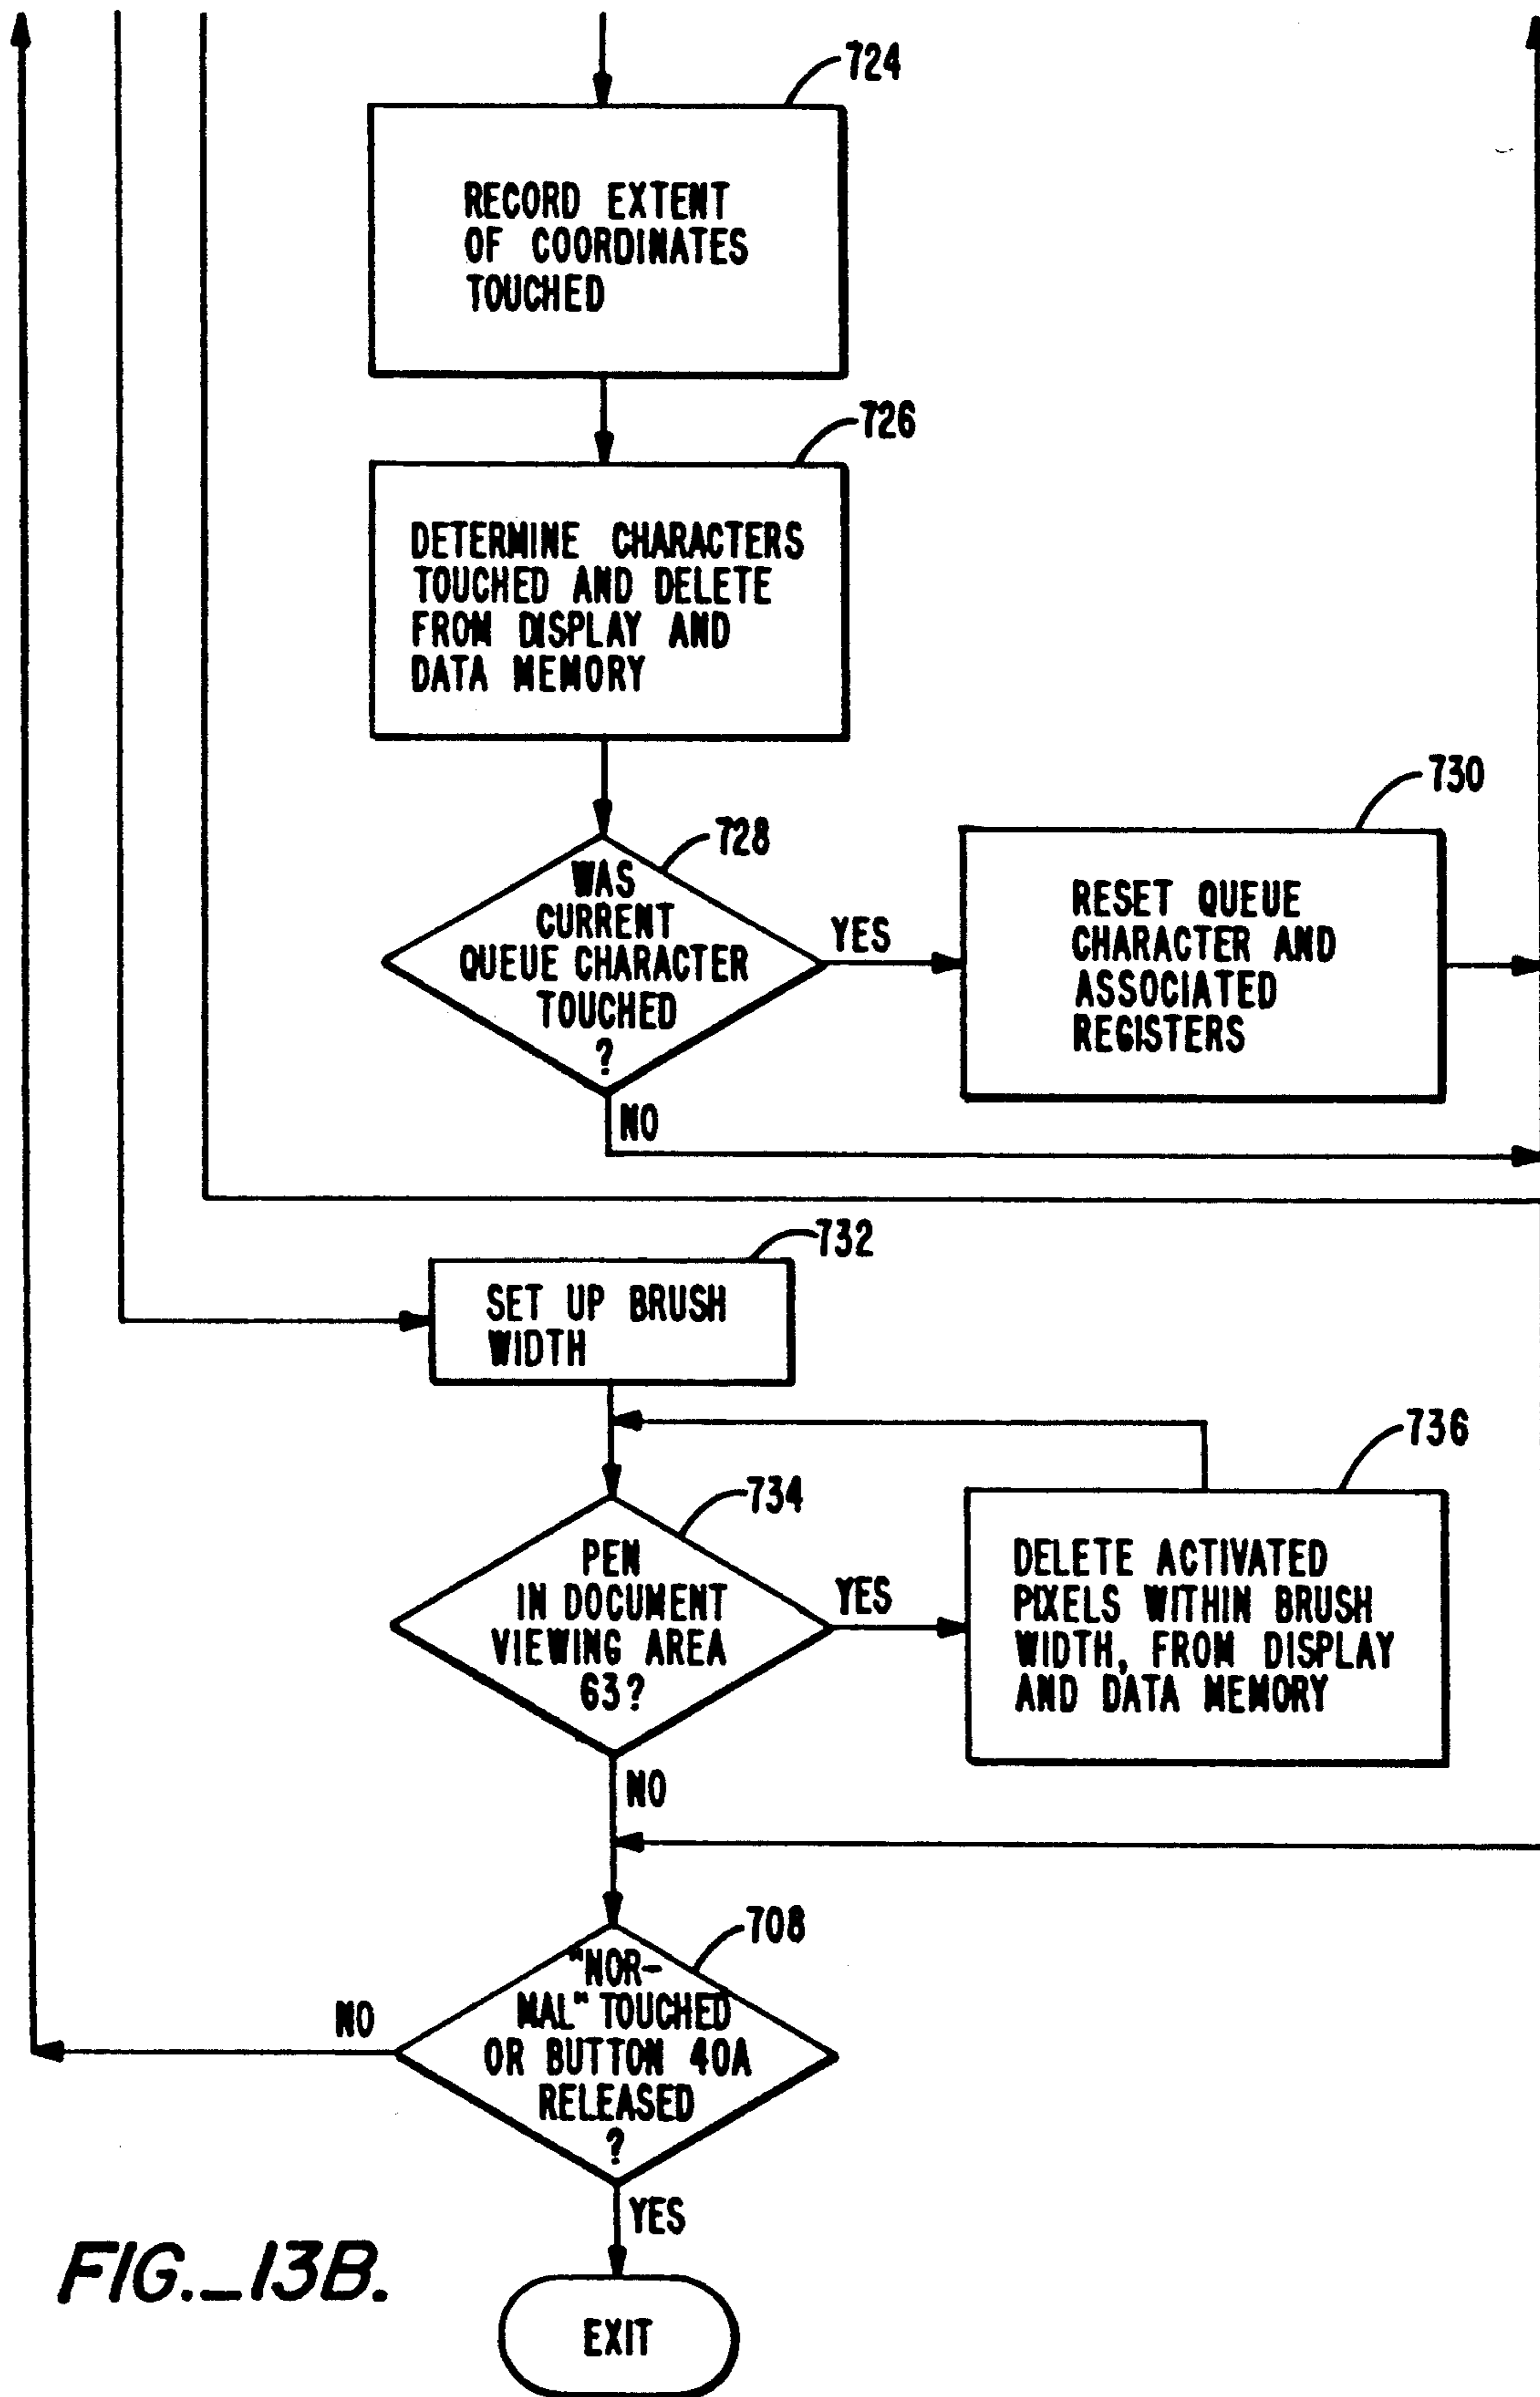 724
RECORD EXTENT
OF COORDINATES
TOUCHED
726
DETERMINE CHARACTERS
TOUCHED AND DELETE
FROM DISPLAY AND
DATA MEMORY
728
WAS
CURRENT
QUEUE CHARACTER
TOUCHED
?
YES
NO
730
RESET QUEUE
CHARACTER AND
ASSOCIATED
REGISTERS
732
SET UP BRUSH
WIDTH
734
PEN
IN DOCUMENT
VIEWING AREA
63?
YES
NO
736
DELETE ACTIVATED
PIXELS WITHIN BRUSH
WIDTH, FROM DISPLAY
AND DATA MEMORY
708
"NOR-
MAL" TOUCHED
OR BUTTON 40A
RELEASED
?
NO
YES
EXIT
FIG._13B.